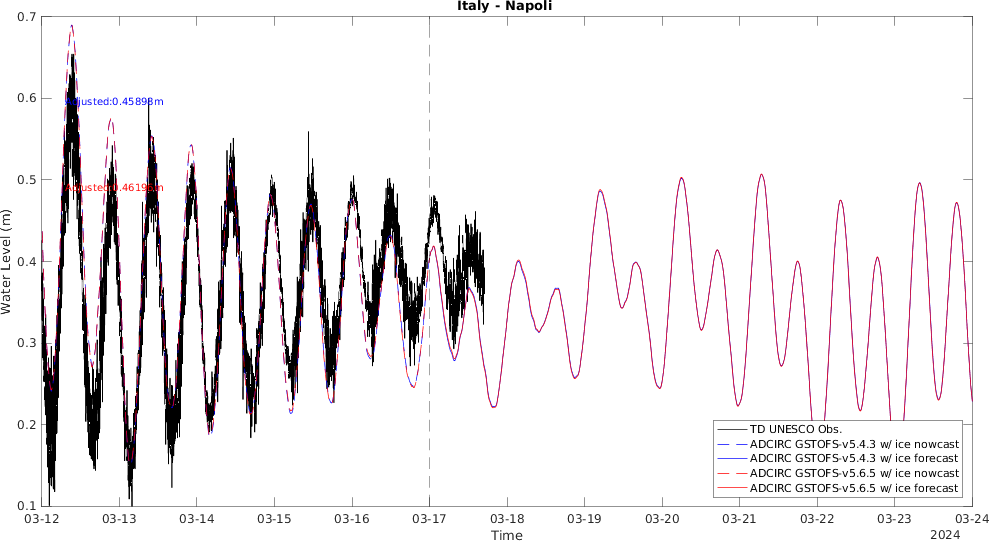 Italy - Napoli
Water Level (m)
0.7
0.6
0.5
0.4
0.3
0.2
0.1
Adjusted:0.45898m
03-12
03-13
03-14
03-15
03-16
03-17
03-18
03-19
03-20
03-21
03-22
03-23
03-24
Time
2024
TD UNESCO Obs.
ADCIRC GSTOFS-v5.4.3 w/ ice nowcast
ADCIRC GSTOFS-v5.4.3 w/ ice forecast
ADCIRC GSTOFS-v5.6.5 w/ ice nowcast
ADCIRC GSTOFS-v5.6.5 w/ ice forecast